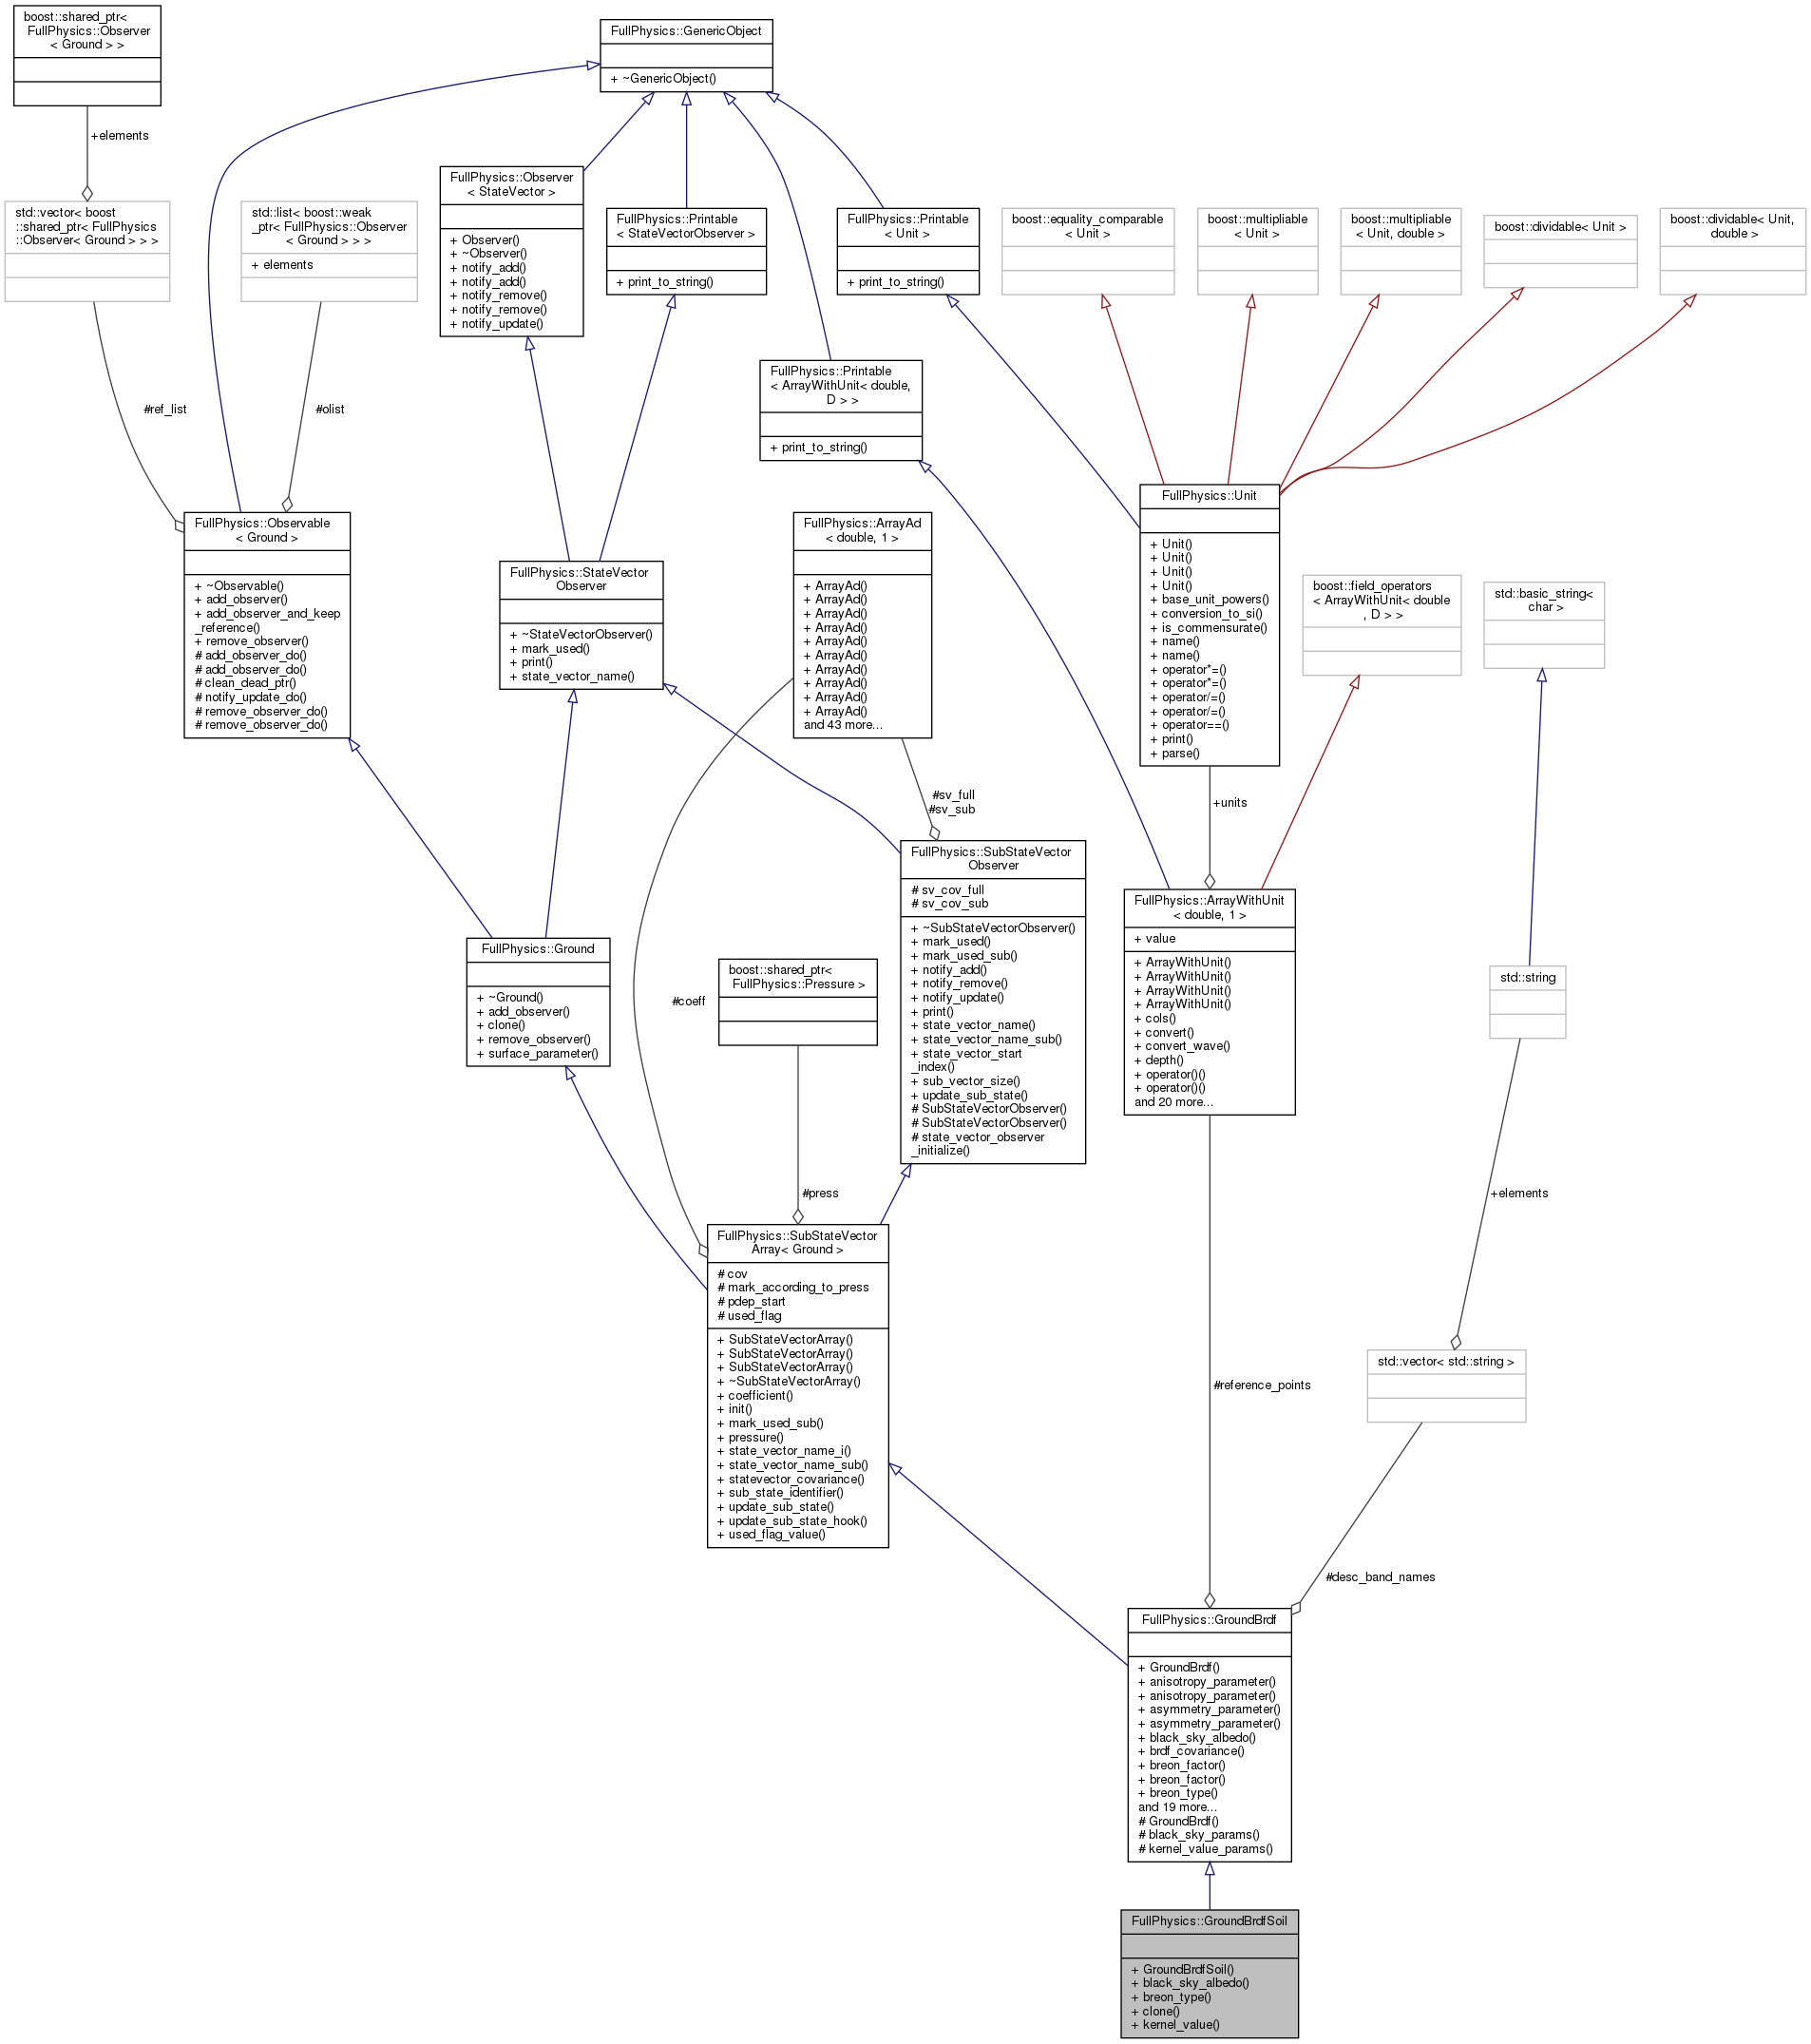 boost::shared_ptr<
FullPhysics::Observer
< Ground > >
FullPhysics::GenericObject
+ ~GenericObject()
+elements
std::vector< boost
::shared_ptr< FullPhysics
::Observer< Ground > > >
std::list< boost::weak
_ptr< FullPhysics::Observer
< Ground > > >
+ elements
FullPhysics::Observer
< StateVector >
+ Observer()
+ ~Observer()
+ notify_add()
+ notify_add()
+ notify_remove()
+ notify_remove()
+ notify_update()
FullPhysics::Printable
< StateVectorObserver >
+ print_to_string()
FullPhysics::Printable
< Unit >
+ print_to_string()
boost::equality_comparable
< Unit >
boost::multipliable
< Unit >
boost::multipliable
< Unit, double >
boost::dividable< Unit >
boost::dividable< Unit,
double >
FullPhysics::Printable
< ArrayWithUnit< double,
D > >
+ print_to_string()
#ref_list
#olist
FullPhysics::Observable
< Ground >
+ ~Observable()
+ add_observer()
+ add_observer_and_keep
_reference()
+ remove_observer()
# add_observer_do()
# add_observer_do()
# clean_dead_ptr()
# notify_update_do()
# remove_observer_do()
# remove_observer_do()
FullPhysics::StateVector
Observer
+ ~StateVectorObserver()
+ mark_used()
+ print()
+ state_vector_name()
FullPhysics::ArrayAd
< double, 1 >
+ ArrayAd()
+ ArrayAd()
+ ArrayAd()
+ ArrayAd()
+ ArrayAd()
+ ArrayAd()
+ ArrayAd()
+ ArrayAd()
+ ArrayAd()
+ ArrayAd()
and 43 more...
FullPhysics::Unit
+ Unit()
+ Unit()
+ Unit()
+ Unit()
+ base_unit_powers()
+ conversion_to_si()
+ is_commensurate()
+ name()
+ name()
+ operator*=()
+ operator*=()
+ operator/=()
+ operator/=()
+ operator==()
+ print()
+ parse()
boost::field_operators
< ArrayWithUnit< double
, D > >
std::basic_string<
char >
#sv_full
#sv_sub
+units
FullPhysics::SubStateVector
Observer
# sv_cov_full
# sv_cov_sub
+ ~SubStateVectorObserver()
+ mark_used()
+ mark_used_sub()
+ notify_add()
+ notify_remove()
+ notify_update()
+ print()
+ state_vector_name()
+ state_vector_name_sub()
+ state_vector_start
_index()
+ sub_vector_size()
+ update_sub_state()
# SubStateVectorObserver()
# SubStateVectorObserver()
# state_vector_observer
_initialize()
FullPhysics::ArrayWithUnit
< double, 1 >
+ value
+ ArrayWithUnit()
+ ArrayWithUnit()
+ ArrayWithUnit()
+ ArrayWithUnit()
+ cols()
+ convert()
+ convert_wave()
+ depth()
+ operator()()
+ operator()()
and 20 more...
FullPhysics::Ground
+ ~Ground()
+ add_observer()
+ clone()
+ remove_observer()
+ surface_parameter()
boost::shared_ptr<
FullPhysics::Pressure >
std::string
#coeff
#press
+elements
FullPhysics::SubStateVector
Array< Ground >
# cov
# mark_according_to_press
# pdep_start
# used_flag
+ SubStateVectorArray()
+ SubStateVectorArray()
+ SubStateVectorArray()
+ ~SubStateVectorArray()
+ coefficient()
+ init()
+ mark_used_sub()
+ pressure()
+ state_vector_name_i()
+ state_vector_name_sub()
+ statevector_covariance()
+ sub_state_identifier()
+ update_sub_state()
+ update_sub_state_hook()
+ used_flag_value()
std::vector< std::string >
#reference_points
#desc_band_names
FullPhysics::GroundBrdf
+ GroundBrdf()
+ anisotropy_parameter()
+ anisotropy_parameter()
+ asymmetry_parameter()
+ asymmetry_parameter()
+ black_sky_albedo()
+ brdf_covariance()
+ breon_factor()
+ breon_factor()
+ breon_type()
and 19 more...
# GroundBrdf()
# black_sky_params()
# kernel_value_params()
FullPhysics::GroundBrdfSoil
+ GroundBrdfSoil()
+ black_sky_albedo()
+ breon_type()
+ clone()
+ kernel_value()